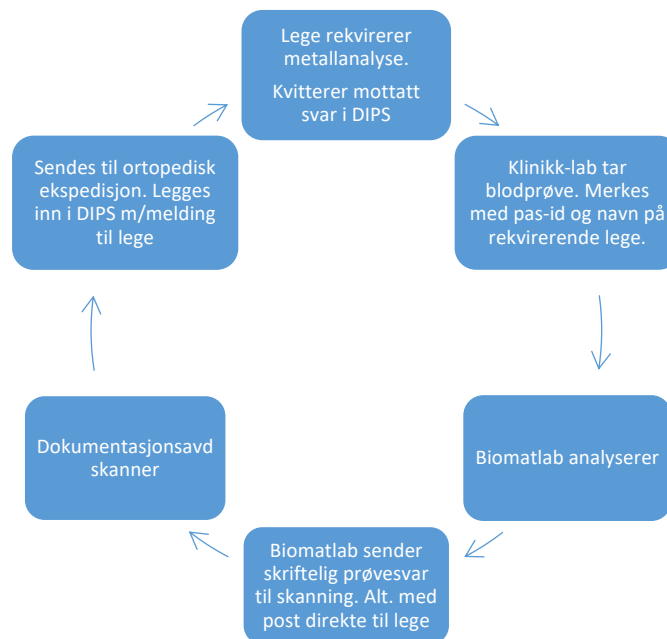 Lege rekvirerer
metallanalyse.
Kvitterer mottatt
svar i DIPS
Klinikk-lab tar
blodprøve. Merkes
med pas-id og navn på
rekvirerende lege.
Biomatlab analyserer
Biomatlab sender
skriftelig prøvesvar
til skanning. Alt. med
post direkte til lege
Dokumentasjonsavd
skanner
Sendes til ortopedisk
ekspedisjon. Legges
inn i DIPS m/melding
til lege